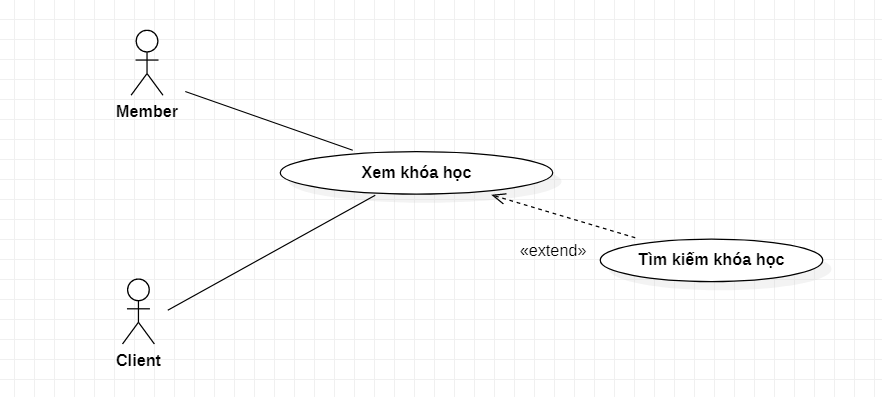 Member
Xem khóa học
«extend»
Tìm kiếm khóa học
Client